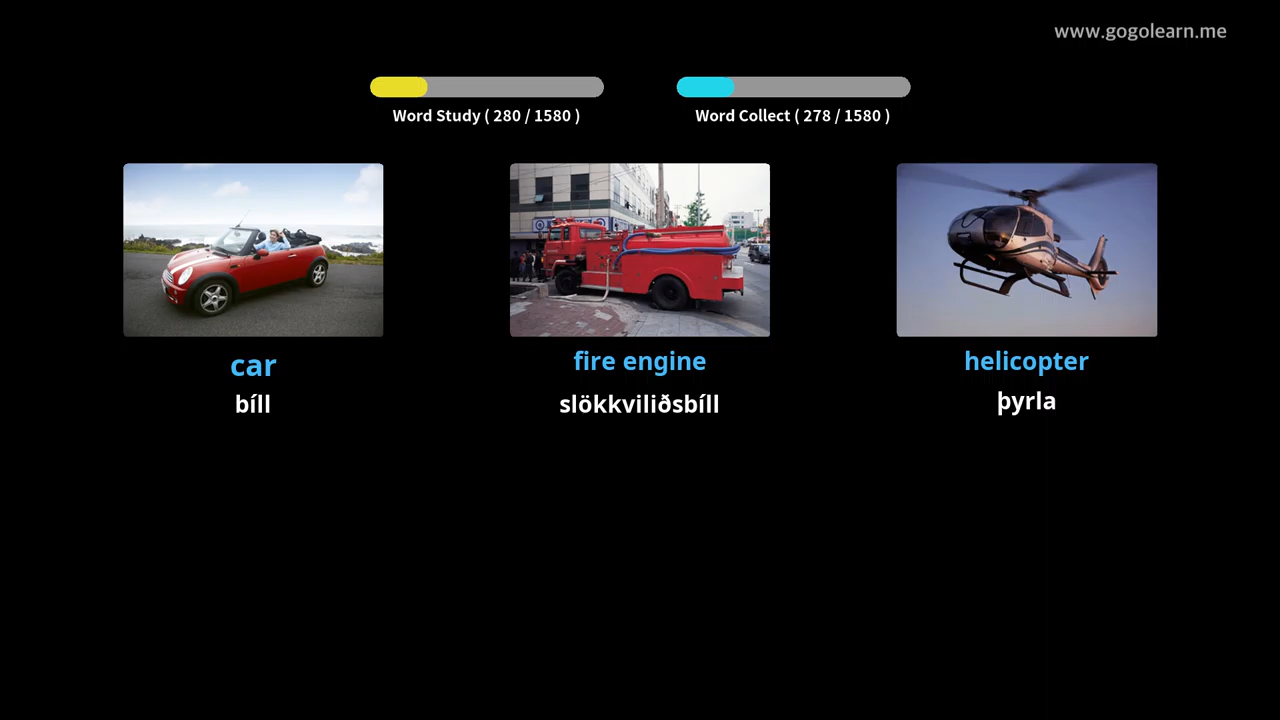 www.gogolearn.me
Word Study ( 280 / 1580 )
Word Collect ( 278 / 1580 )
car
bíll
fire engine
slökkviliðsbíll
helicopter
þyrla